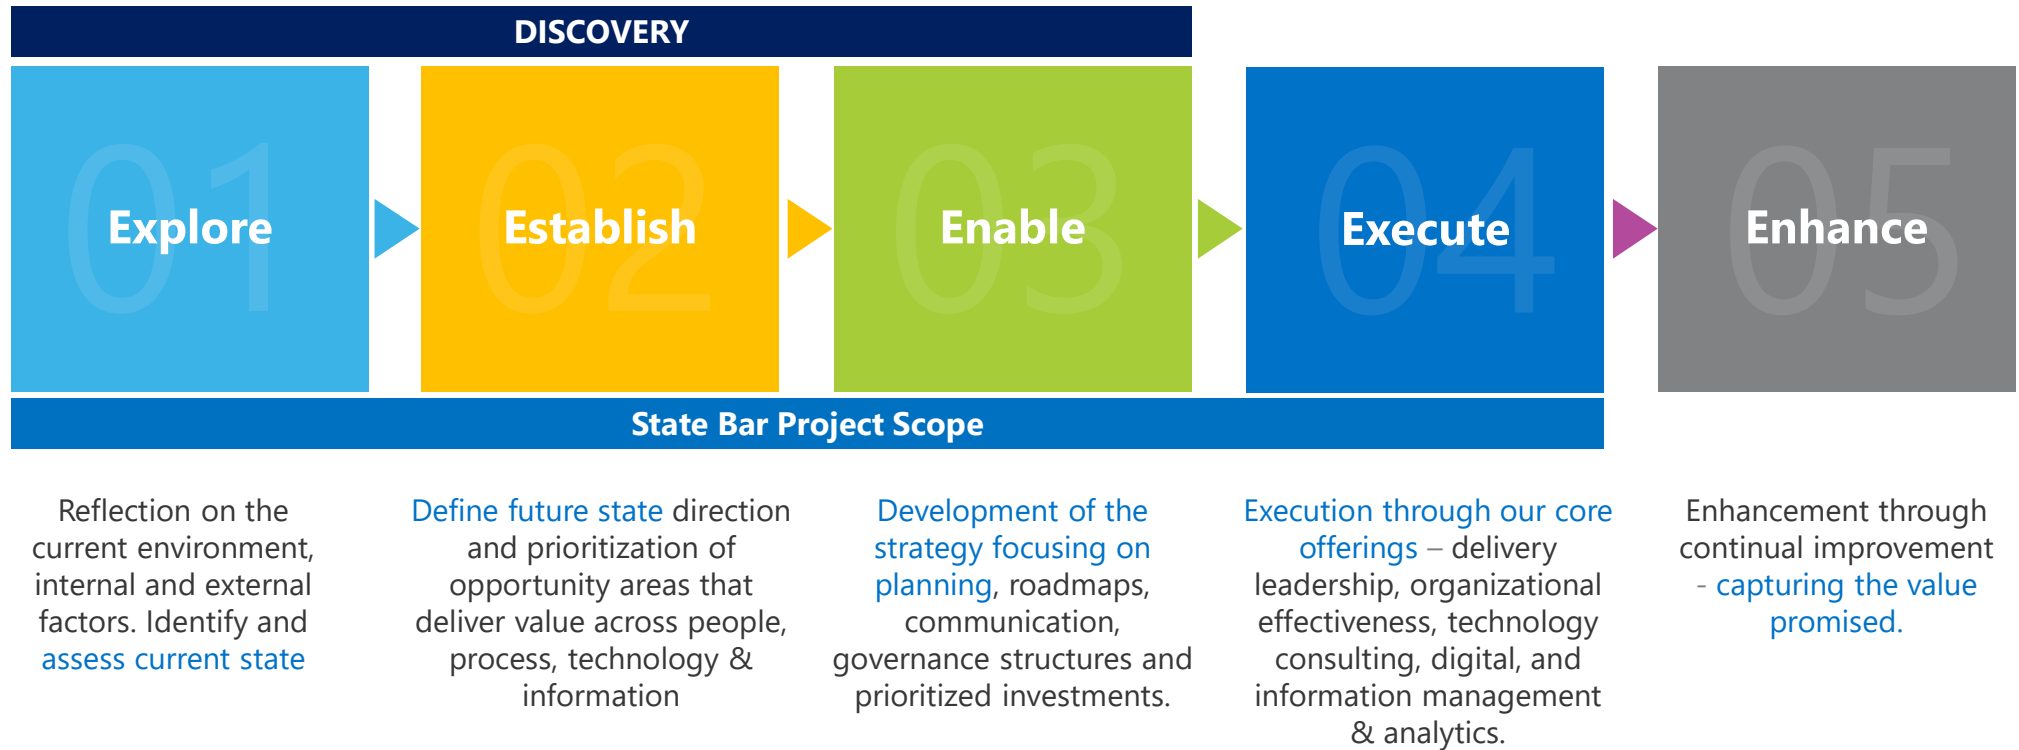 DISCOVERY
01
Explore
02
Establish
03
Enable
04
Execute
05
Enhance
State Bar Project Scope
Reflection on the
current environment,
internal and external
factors. Identify and
assess current state
Define future state direction
and prioritization of
opportunity areas that
deliver value across people,
process, technology &
information
Development of the
strategy focusing on
planning, roadmaps,
communication,
governance structures and
prioritized investments.
Execution through our core
offerings – delivery
leadership, organizational
effectiveness, technology
consulting, digital, and
information management
& analytics.
Enhancement through
continual improvement
- capturing the value
promised.